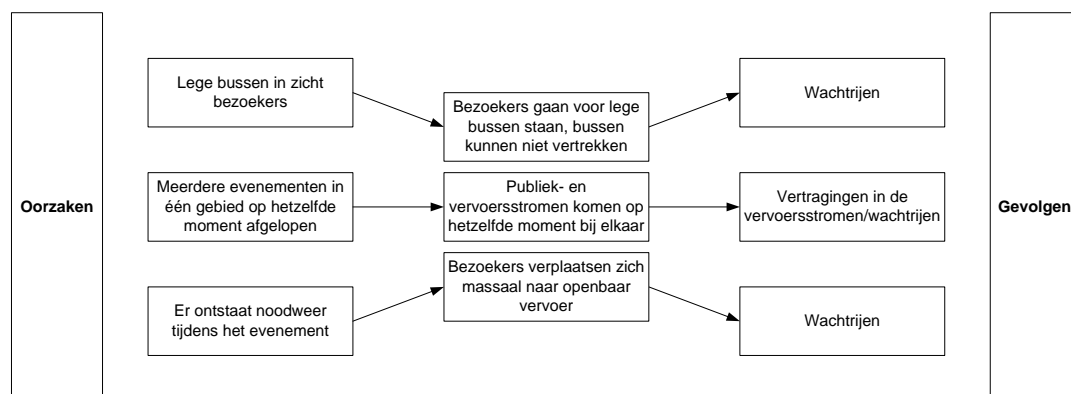 Oorzaken
Lege bussen in zicht
bezoekers
Bezoekers gaan voor lege
bussen staan, bussen
kunnen niet vertrekken
Wachtrijen
Meerdere evenementen in
één gebied op hetzelfde
moment afgelopen
Publiek- en
vervoersstromen komen op
hetzelfde moment bij elkaar
Vertragingen in de
vervoersstromen/wachtrijen
Er ontstaat noodweer
tijdens het evenement
Bezoekers verplaatsen zich
massaal naar openbaar
vervoer
Wachtrijen
Gevolgen